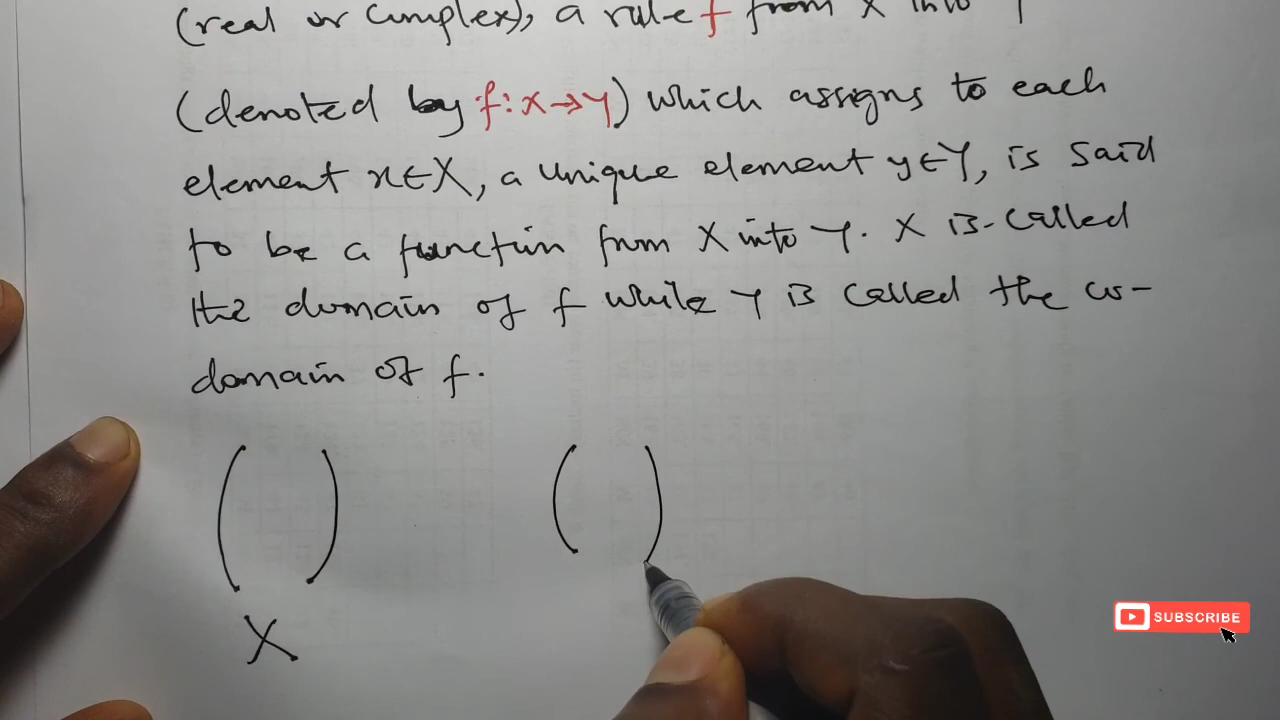 (real or Complex), a rule f from X into Y
(denoted by f: X→Y) which assigns to each
element x∈X, a unique element y∈Y, is said
to be a function from X into Y. X is called
the domain of f while Y is called the co-
domain of f.
( ) ( )
X
SUBSCRIBE